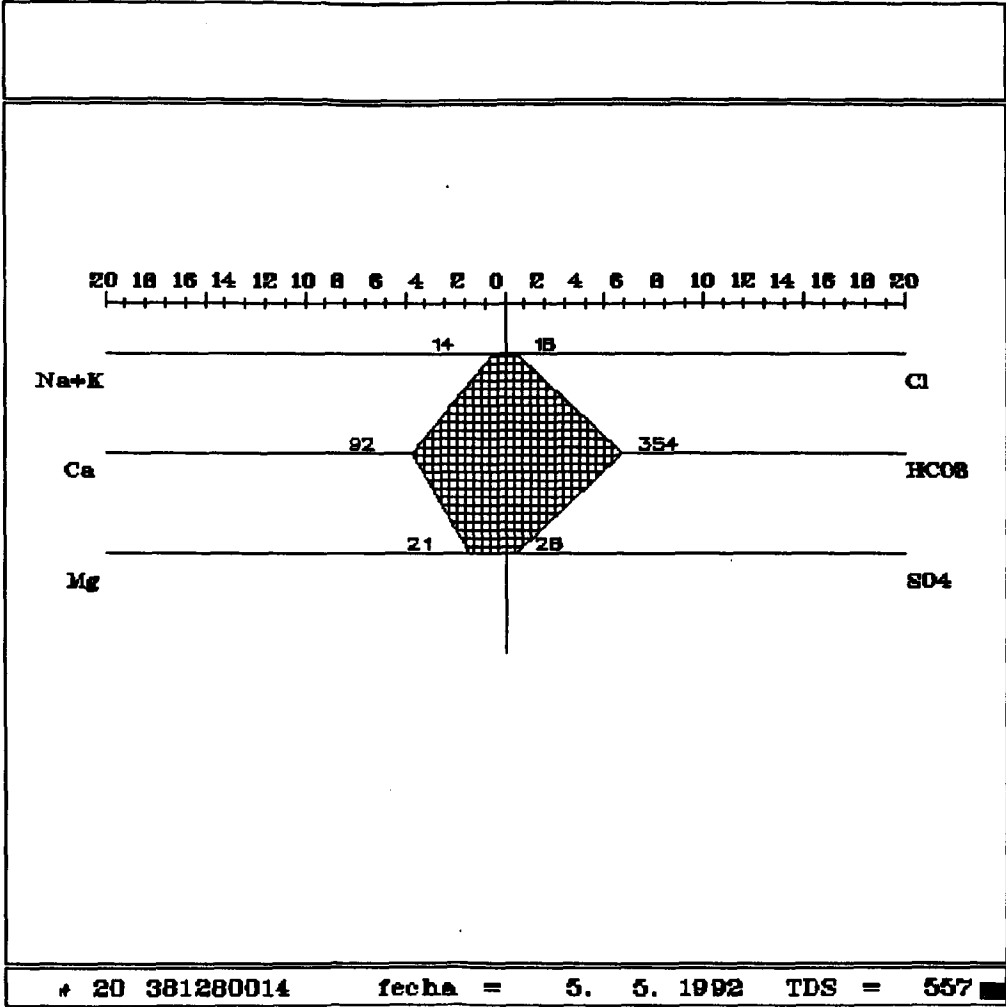 20 18 16 14 12 10 8 6 4 2 0 2 4 6 8 10 12 14 16 18 20
14
Na+K Cl
92 354
Ca HCO3
21
Mg SO4
# 20 381280014 fecha = 5. 5. 1992 TDS = 557